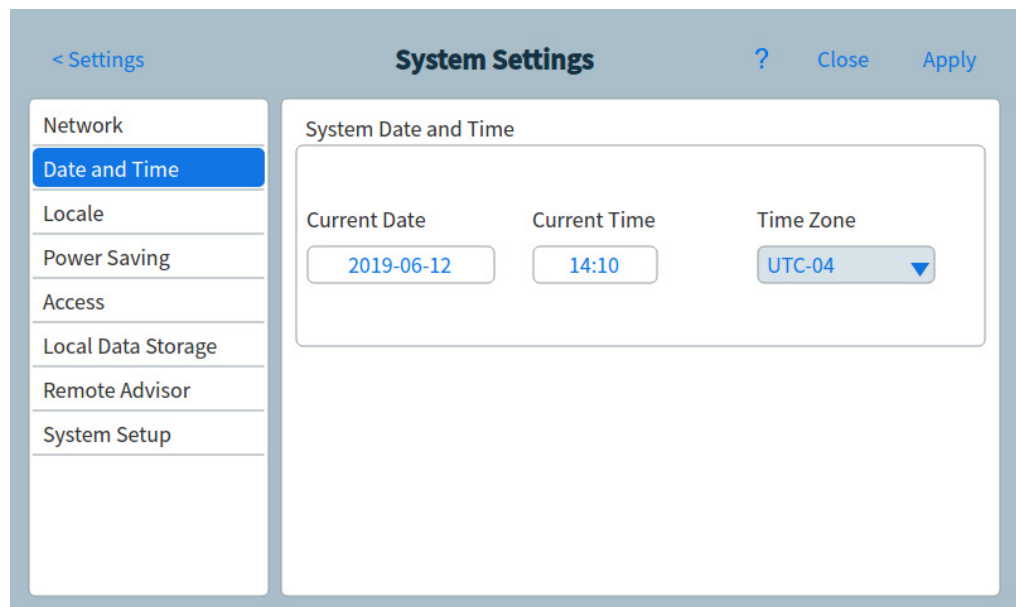 < Settings
System Settings
?
Close
Apply
Network
Date and Time
Locale
Power Saving
Access
Local Data Storage
Remote Advisor
System Setup
System Date and Time
Current Date
Current Time
Time Zone
2019-06-12
14:10
UTC-04